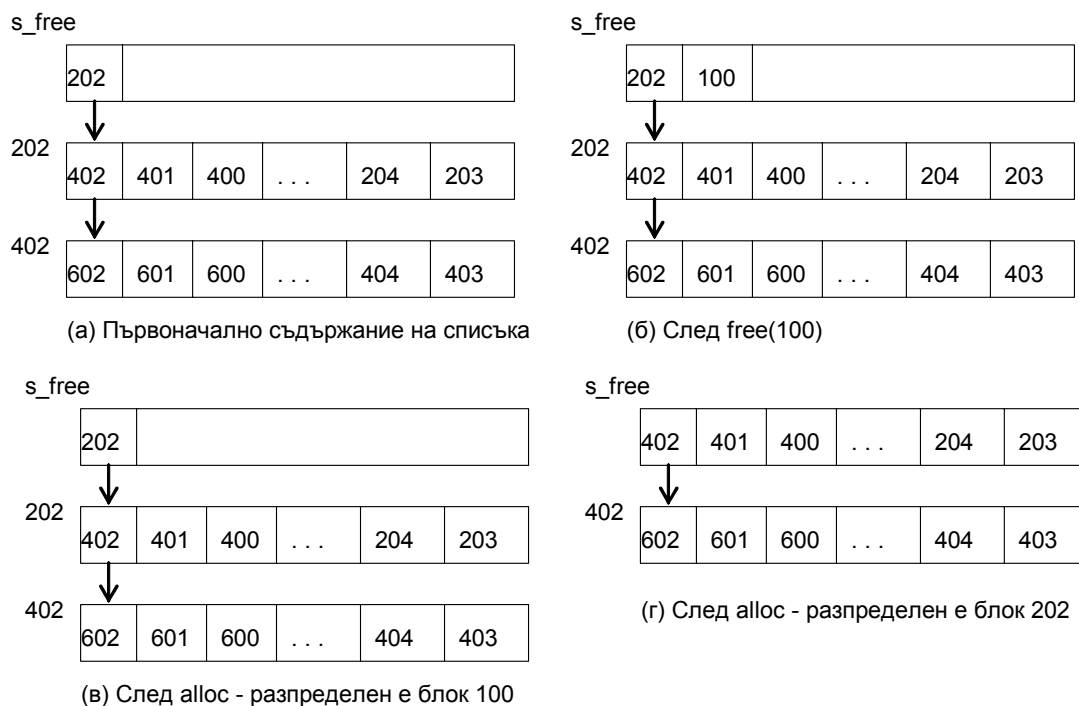 s_free
202
202
402 401 400 . . . 204 203
402
602 601 600 . . . 404 403
(а) Първоначално съдържание на списъка
s_free
202 100
202
402 401 400 . . . 204 203
402
602 601 600 . . . 404 403
(б) След free(100)
s_free
202
202
402 401 400 . . . 204 203
402
602 601 600 . . . 404 403
(в) След alloc - разпределен е блок 100
s_free
402 401 400 . . . 204 203
402
602 601 600 . . . 404 403
(г) След alloc - разпределен е блок 202